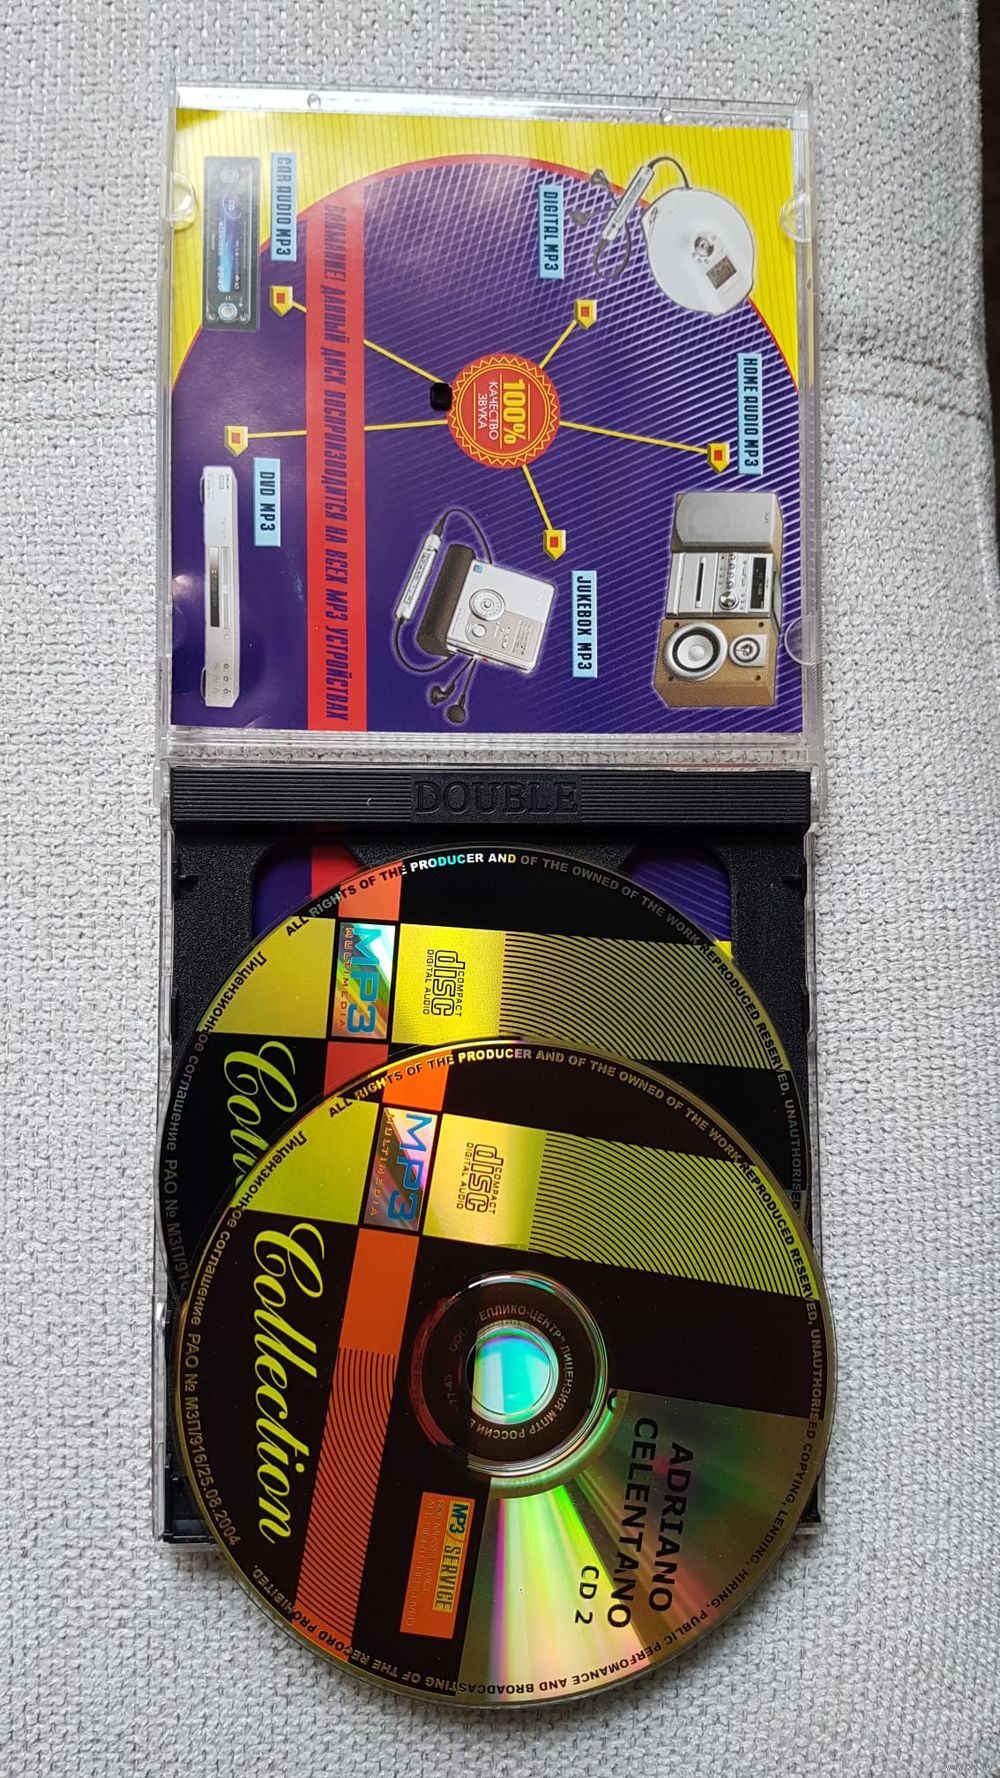 CAR AUDIO MP3
DIGITAL MP3
HOME AUDIO MP3
JUKEBOX MP3
DVD MP3
100%
КАЧЕСТВО
ЗВУКА
ВНИМАНИЕ! ДАННЫЙ ДИСК ВОСПРОИЗВОДИТСЯ НА ВСЕХ MP3 УСТРОЙСТВАХ
DOUBLE
ALL RIGHTS OF THE PRODUCER AND OF THE OWNED OF THE WORK REPRODUCED RESERVED, UNAUTHORISED
MP3
MULTIMEDIA
COMPACT
disc
DIGITAL AUDIO
Лицензионное соглашение РАО № МЗП/916
ALL RIGHTS OF THE PRODUCER AND OF THE OWNED OF THE WORK REPRODUCED RESERVED, UNAUTHORISED COPYING, LENDING, HIRING, PUBLIC PERFOMANCE AND BROADCASTING OF THE RECORD PROHIBITED.
MP3
MULTIMEDIA
COMPACT
disc
DIGITAL AUDIO
Лицензионное соглашение РАО № МЗП/916/25.08.2004
Collection
ЛИЦЕНЗИЯ МПТР РОССИИ
ADRIANO
CELENTANO
CD 2
MP3/SERVICE